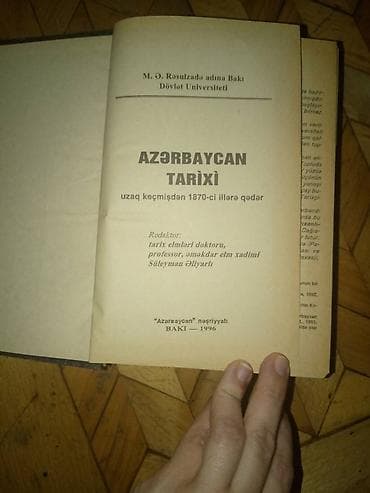 M. Ə. Rəsulzadə adına Bakı
Dövlət Universiteti
AZƏRBAYCAN
TARİXİ
uzaq keçmişdən 1870-ci illərə qədər
Redaktor:
tarix elmləri doktoru,
professor, əməkdar elm xadimi
Süleyman Əliyarlı
"Azərbaycan" nəşriyyatı
BAKI — 1996